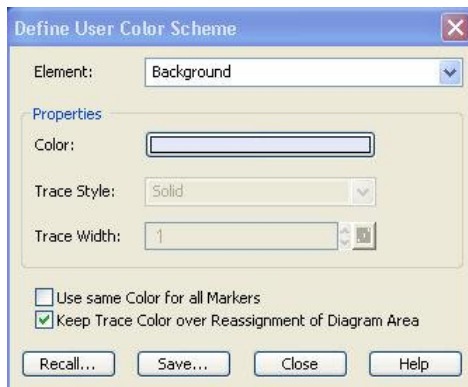 Define User Color Scheme
Element: Background
Properties
Color:
Trace Style: Solid
Trace Width: 1
Use same Color for all Markers
Keep Trace Color over Reassignment of Diagram Area
Recall... Save... Close Help